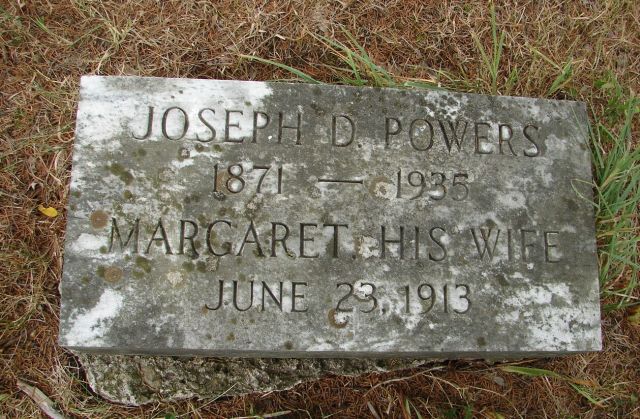 JOSEPH D. POWERS
1871 — 1935
MARGARET, HIS WIFE
JUNE 23, 1913